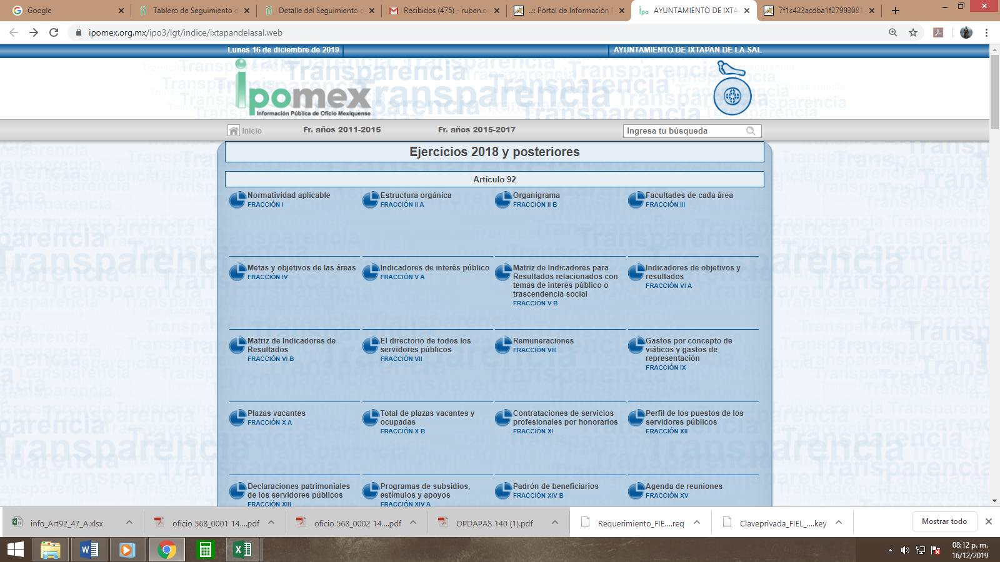 Google
Tablero de Seguimiento d
Detalle del Seguimiento d
Recibidos (475) - ruben.o
..:: Portal de Información P
AYUNTAMIENTO DE IXTA
7f1c423acdba1f27993081
ipomex.org.mx/ipo3/lgt/indice/ixtapandelasal.web
Lunes 16 de diciembre de 2019
AYUNTAMIENTO DE IXTAPAN DE LA SAL
ipomex
Información Pública de Oficio Mexiquense
Inicio
Fr. años 2011-2015
Fr. años 2015-2017
Ingresa tu búsqueda
Ejercicios 2018 y posteriores
Artículo 92
Normatividad aplicable
FRACCIÓN I
Estructura orgánica
FRACCIÓN II A
Organigrama
FRACCIÓN II B
Facultades de cada área
FRACCIÓN III
Metas y objetivos de las áreas
FRACCIÓN IV
Indicadores de interés público
FRACCIÓN V A
Matriz de Indicadores para
Resultados relacionados con
temas de interés público o
trascendencia social
FRACCIÓN V B
Indicadores de objetivos y
resultados
FRACCIÓN VI A
Matriz de Indicadores de
Resultados
FRACCIÓN VI B
El directorio de todos los
servidores públicos
FRACCIÓN VII
Remuneraciones
FRACCIÓN VIII
Gastos por concepto de
viáticos y gastos de
representación
FRACCIÓN IX
Plazas vacantes
FRACCIÓN X A
Total de plazas vacantes y
ocupadas
FRACCIÓN X B
Contrataciones de servicios
profesionales por honorarios
FRACCIÓN XI
Perfil de los puestos de los
servidores públicos
FRACCIÓN XII
Declaraciones patrimoniales
de los servidores públicos
FRACCIÓN XIII
Programas de subsidios,
estímulos y apoyos
FRACCIÓN XIV A
Padrón de beneficiarios
FRACCIÓN XIV B
Agenda de reuniones
FRACCIÓN XV
info_Art92_47_A.xlsx
oficio 568_0001 14....pdf
oficio 568_0002 14....pdf
OPDAPAS 140 (1).pdf
Requerimiento_FIE....req
Claveprivada_FIEL_....key
Mostrar todo
08:12 p. m.
16/12/2019